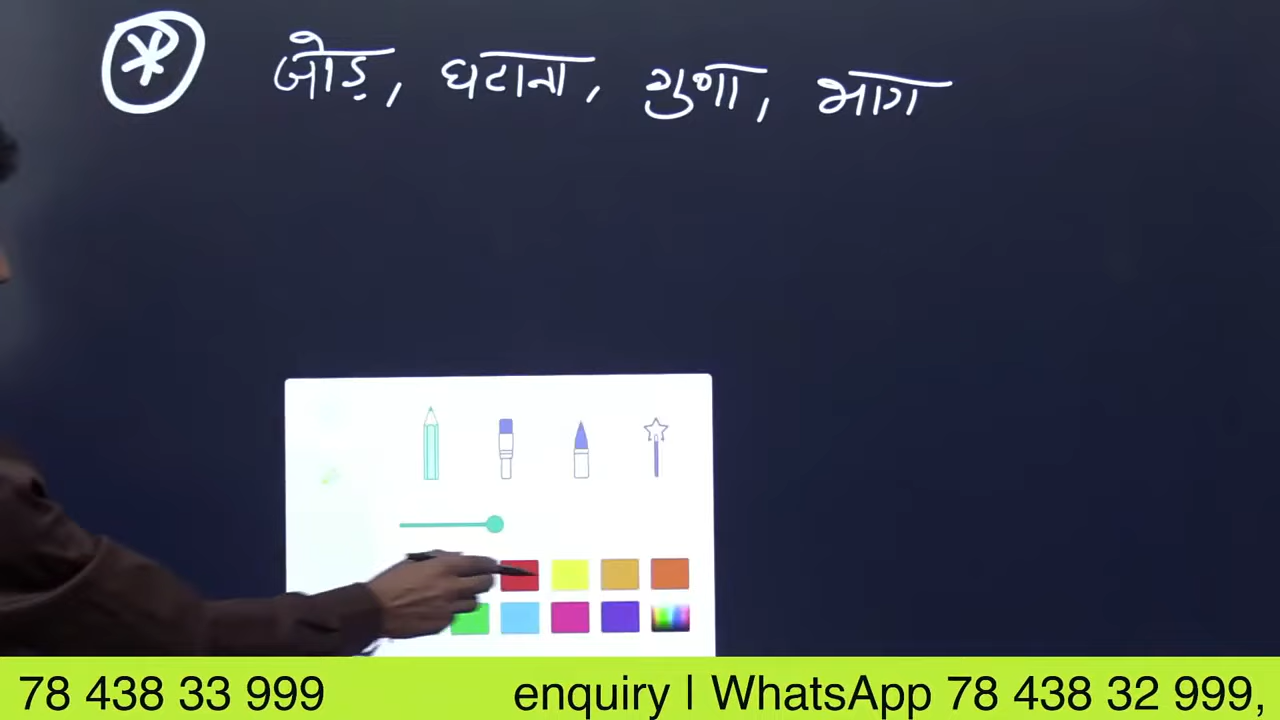 जोड़, घटाना, गुणा, भाग
78 438 33 999 enquiry | WhatsApp 78 438 32 999,